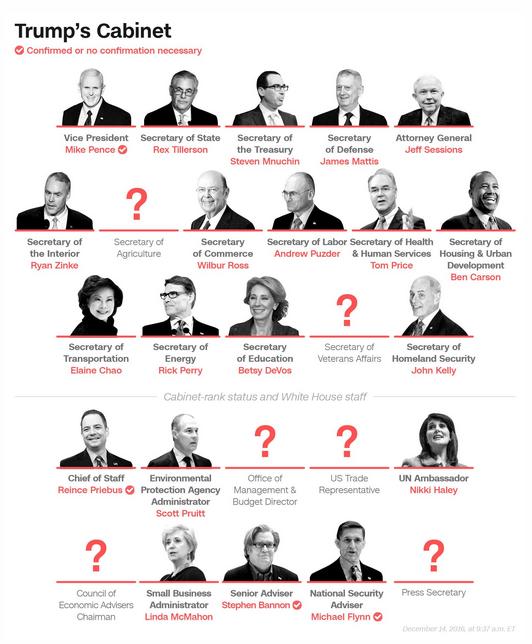 Trump's Cabinet
Confirmed or no confirmation necessary
Vice President
Mike Pence
Secretary of State
Rex Tillerson
Secretary of
the Treasury
Steven Mnuchin
Secretary
of Defense
James Mattis
Attorney General
Jeff Sessions
Secretary of
the Interior
Ryan Zinke
?
Secretary of
Agriculture
Secretary
of Commerce
Wilbur Ross
Secretary of Labor
Andrew Puzder
Secretary of Health
& Human Services
Tom Price
Secretary of
Housing & Urban
Development
Ben Carson
Secretary of
Transportation
Elaine Chao
Secretary of
Energy
Rick Perry
Secretary
of Education
Betsy DeVos
?
Secretary of
Veterans Affairs
Secretary of
Homeland Security
John Kelly
Cabinet-rank status and White House staff
Chief of Staff
Reince Priebus
Environmental
Protection Agency
Administrator
Scott Pruitt
?
Office of
Management &
Budget Director
?
US Trade
Representative
UN Ambassador
Nikki Haley
?
Council of
Economic Advisers
Chairman
Small Business
Administrator
Linda McMahon
Senior Adviser
Stephen Bannon
National Security
Adviser
Michael Flynn
?
Press Secretary
December 14, 2016, at 9:37 a.m. ET